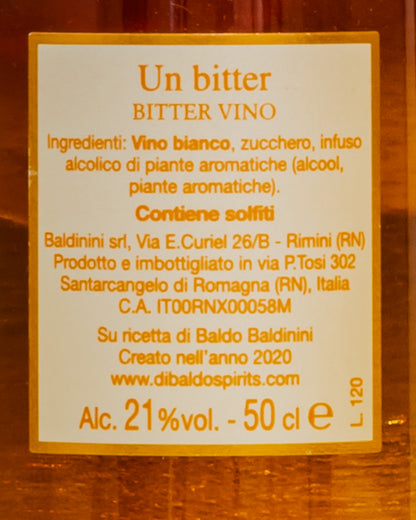 Un bitter
BITTER VINO
Ingredienti: Vino bianco, zucchero, infuso
alcolico di piante aromatiche (alcool,
piante aromatiche).
Contiene solfiti
Baldinini srl, Via E.Curiel 26/B - Rimini (RN)
Prodotto e imbottigliato in via P.Tosi 302
Santarcangelo di Romagna (RN), Italia
C.A. IT00RNX00058M
Su ricetta di Baldo Baldinini
Creato nell'anno 2020
www.dibaldospirits.com
Alc. 21%vol. - 50 cl e
L. 120